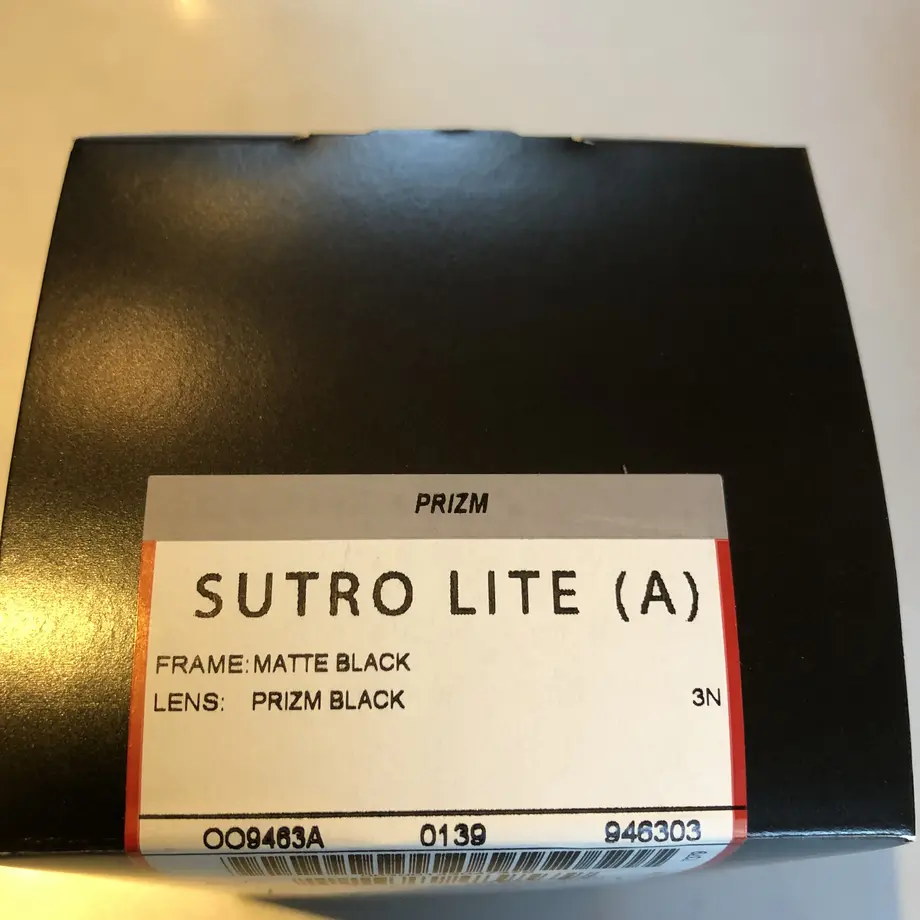 PRIZM
SUTRO LITE (A)
FRAME: MATTE BLACK
LENS: PRIZM BLACK 3N
OO9463A 0139 946303